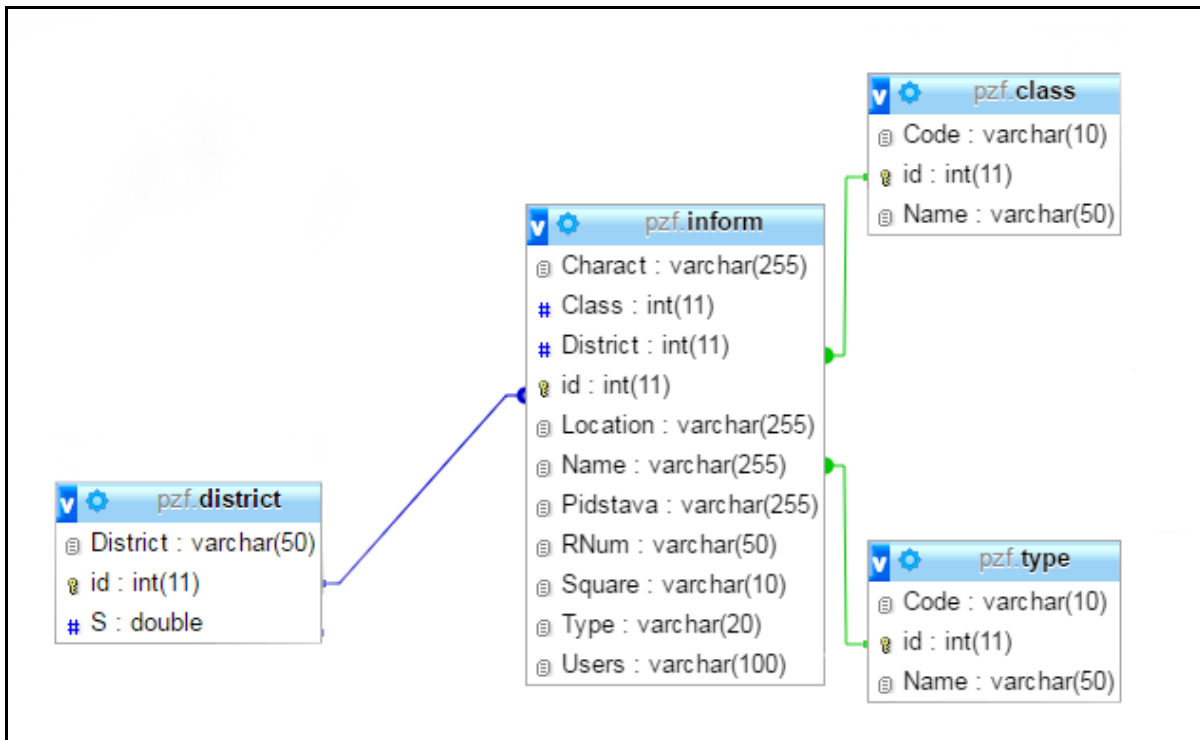 pzf.class
Code : varchar(10)
id : int(11)
Name : varchar(50)
pzf.inform
Charact : varchar(255)
Class : int(11)
District : int(11)
id : int(11)
Location : varchar(255)
Name : varchar(255)
Pidstava : varchar(255)
RNum : varchar(50)
Square : varchar(10)
Type : varchar(20)
Users : varchar(100)
pzf.district
District : varchar(50)
id : int(11)
S : double
pzf.type
Code : varchar(10)
id : int(11)
Name : varchar(50)